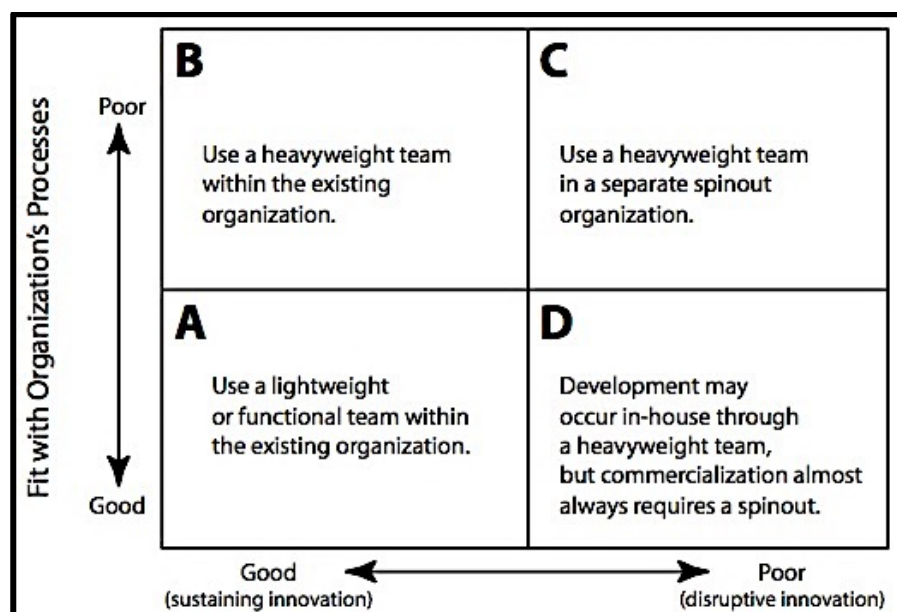 Fit with Organization's Processes
Poor
Good
B
Use a heavyweight team
within the existing
organization.
C
Use a heavyweight team
in a separate spinout
organization.
A
Use a lightweight
or functional team within
the existing organization.
D
Development may
occur in-house through
a heavyweight team,
but commercialization almost
always requires a spinout.
Good
(sustaining innovation)
Poor
(disruptive innovation)